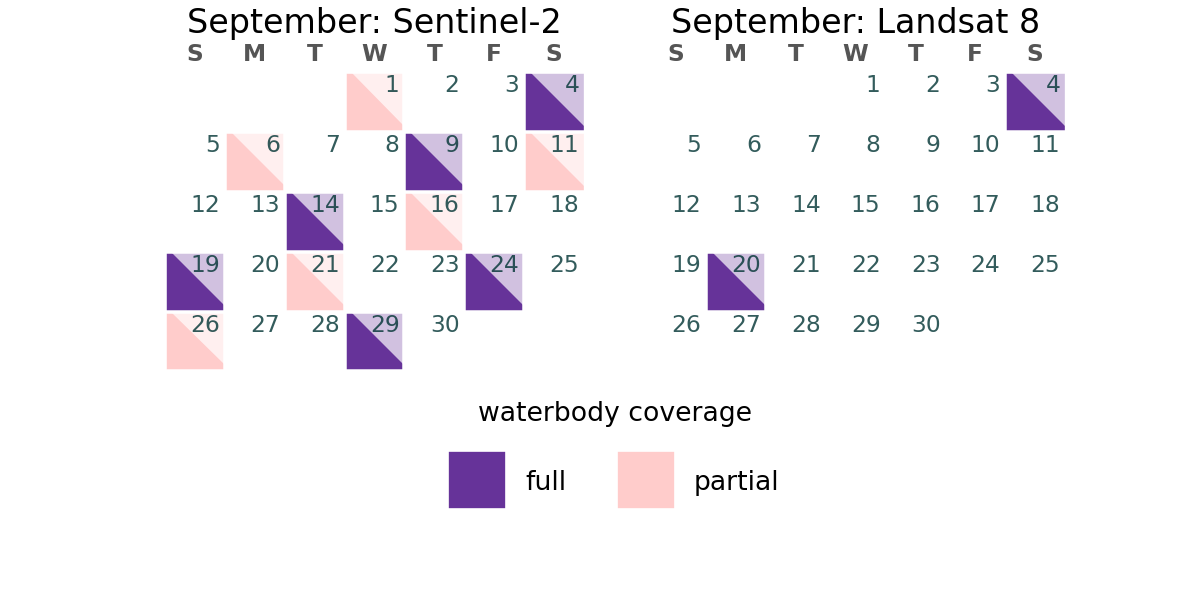 September: Sentinel-2
S M T W T F S
1 2 3 4
5 6 7 8 9 10 11
12 13 14 15 16 17 18
19 20 21 22 23 24 25
26 27 28 29 30
September: Landsat 8
S M T W T F S
1 2 3 4
5 6 7 8 9 10 11
12 13 14 15 16 17 18
19 20 21 22 23 24 25
26 27 28 29 30
waterbody coverage
full partial